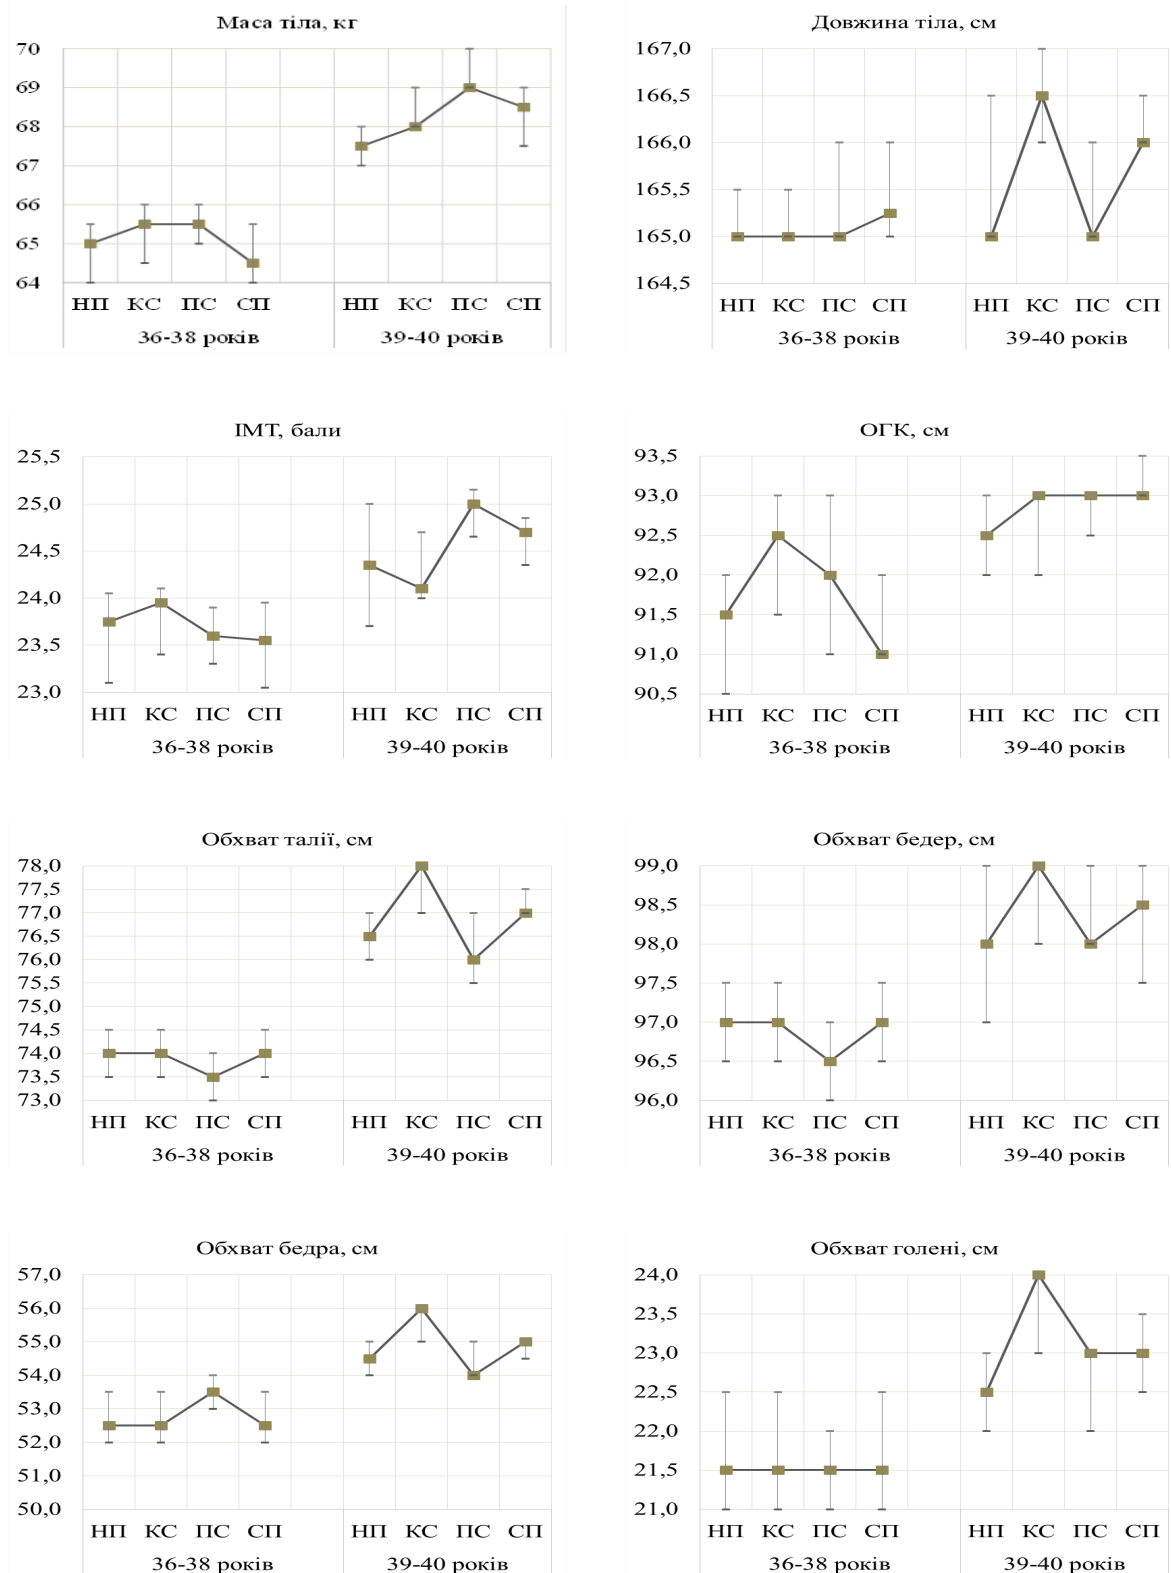 Маса тіла, кг
70
69
68
67
66
65
64
НП КС ПС СП НП КС ПС СП
36-38 років 39-40 років
Довжина тіла, см
167,0
166,5
166,0
165,5
165,0
164,5
НП КС ПС СП НП КС ПС СП
36-38 років 39-40 років
ІМТ, бали
25,5
25,0
24,5
24,0
23,5
23,0
НП КС ПС СП НП КС ПС СП
36-38 років 39-40 років
ОГК, см
93,5
93,0
92,5
92,0
91,5
91,0
90,5
НП КС ПС СП НП КС ПС СП
36-38 років 39-40 років
Обхват талії, см
78,0
77,5
77,0
76,5
76,0
75,5
75,0
74,5
74,0
73,5
73,0
НП КС ПС СП НП КС ПС СП
36-38 років 39-40 років
Обхват бедер, см
99,0
98,5
98,0
97,5
97,0
96,5
96,0
НП КС ПС СП НП КС ПС СП
36-38 років 39-40 років
Обхват бедра, см
57,0
56,0
55,0
54,0
53,0
52,0
51,0
50,0
НП КС ПС СП НП КС ПС СП
36-38 років 39-40 років
Обхват голені, см
24,0
23,5
23,0
22,5
22,0
21,5
21,0
НП КС ПС СП НП КС ПС СП
36-38 років 39-40 років